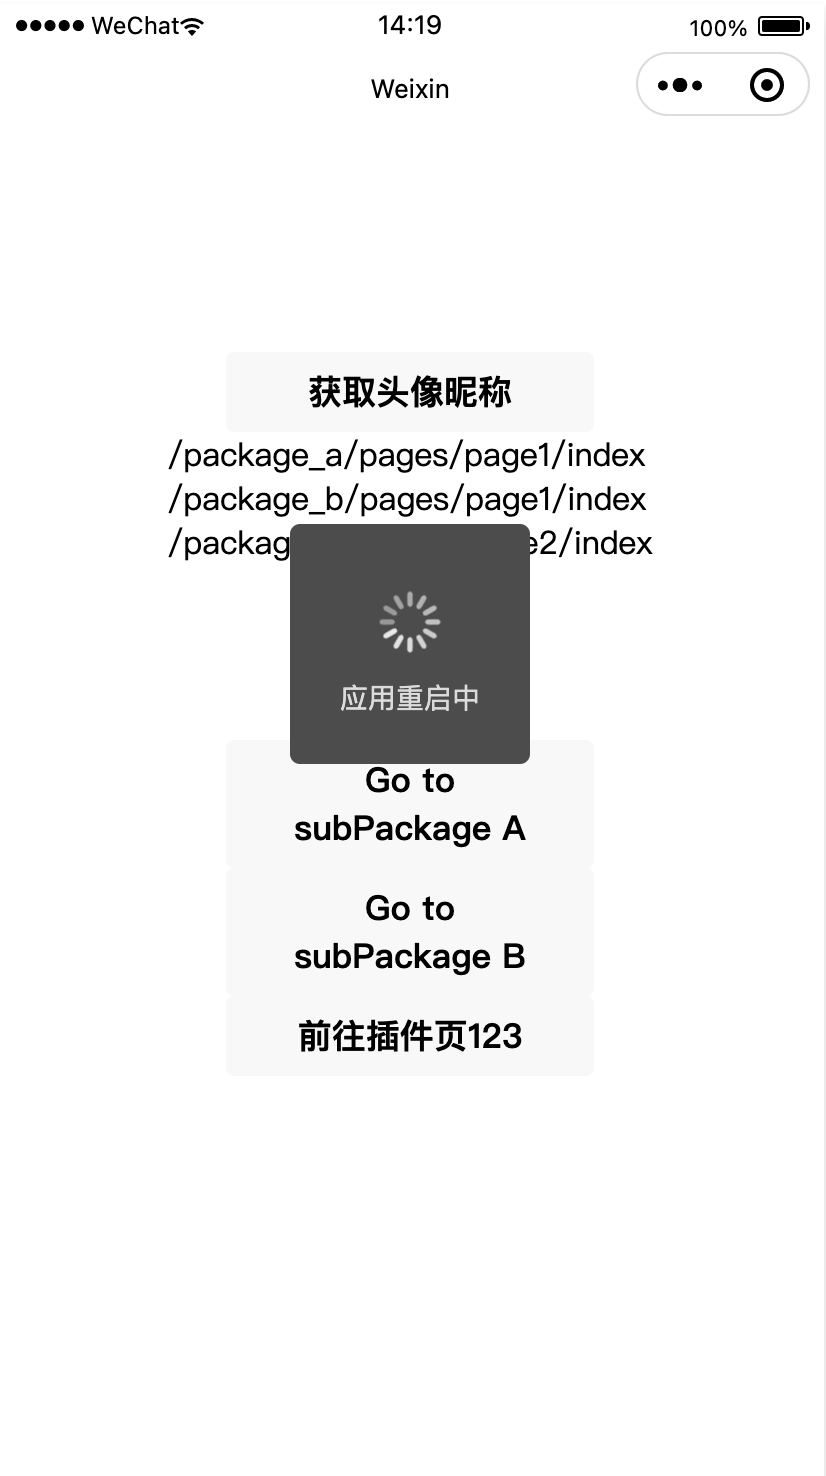 WeChat 14:19 100%
Weixin
获取头像昵称
/package_a/pages/page1/index
/package_b/pages/page1/index
/packag e2/index
应用重启中
Go to
subPackage A
Go to
subPackage B
前往插件页123